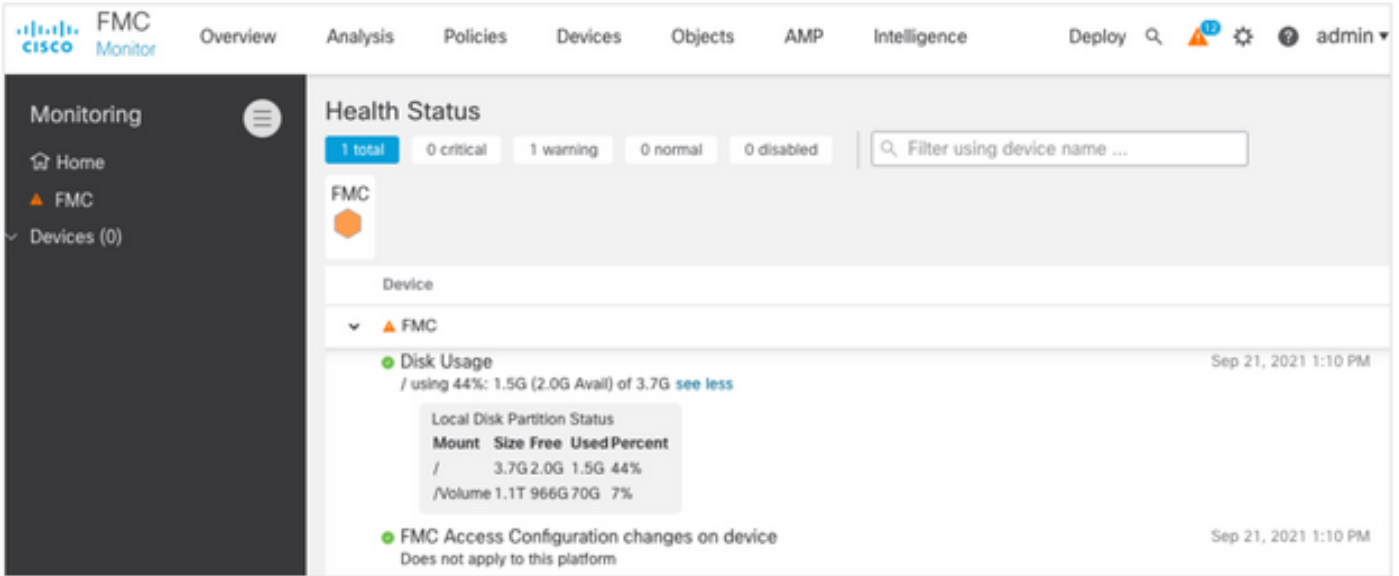 CISCO
FMC
Monitor
Overview
Analysis
Policies
Devices
Objects
AMP
Intelligence
Deploy
12
admin
Monitoring
Home
FMC
Devices (0)
Health Status
1 total
0 critical
1 warning
0 normal
0 disabled
Filter using device name ...
FMC
Device
FMC
Disk Usage
Sep 21, 2021 1:10 PM
/ using 44%: 1.5G (2.0G Avail) of 3.7G see less
Local Disk Partition Status
Mount Size Free Used Percent
/ 3.7G 2.0G 1.5G 44%
/Volume 1.1T 966G 70G 7%
FMC Access Configuration changes on device
Sep 21, 2021 1:10 PM
Does not apply to this platform